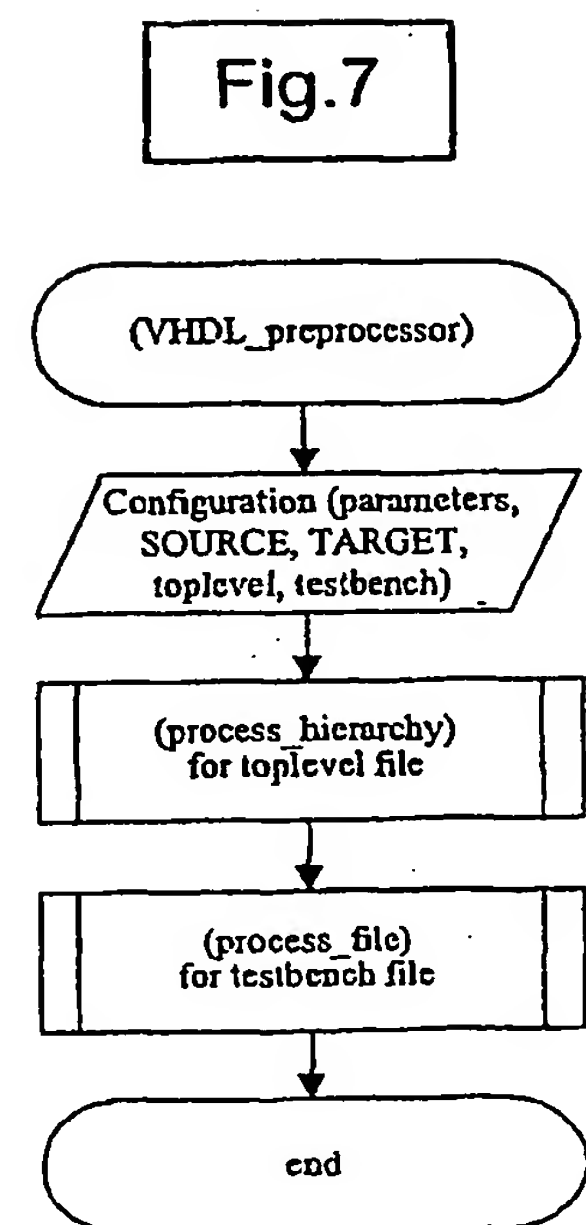 Fig.7
(VHDL_preprocessor)
Configuration (parameters,
SOURCE, TARGET,
toplevel, testbench)
(process_hierarchy)
for toplevel file
(process_file)
for testbench file
end